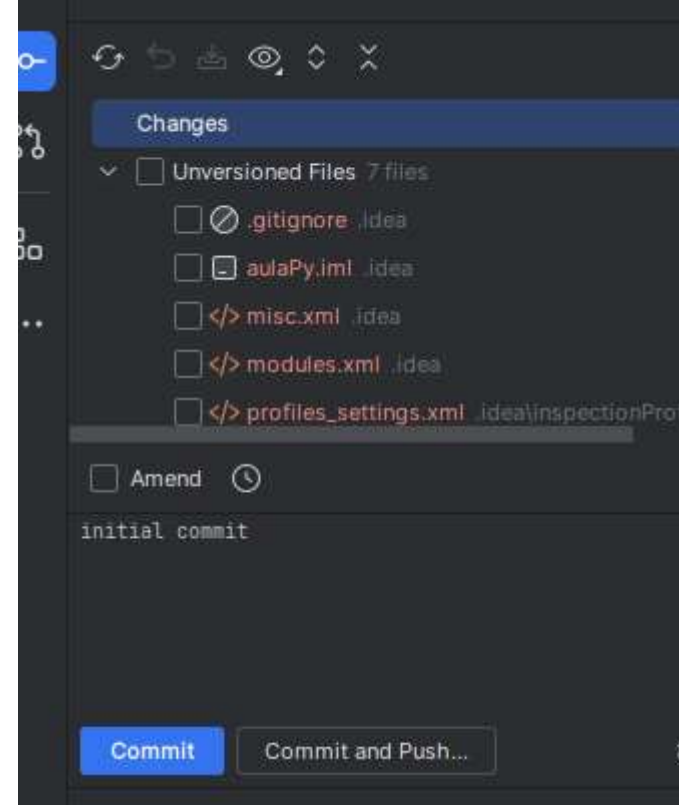 Changes
Unversioned Files 7 files
.gitignore .idea
aulaPy.iml .idea
misc.xml .idea
modules.xml .idea
profiles_settings.xml .idea\inspectionPro
Amend
initial commit
Commit Commit and Push...